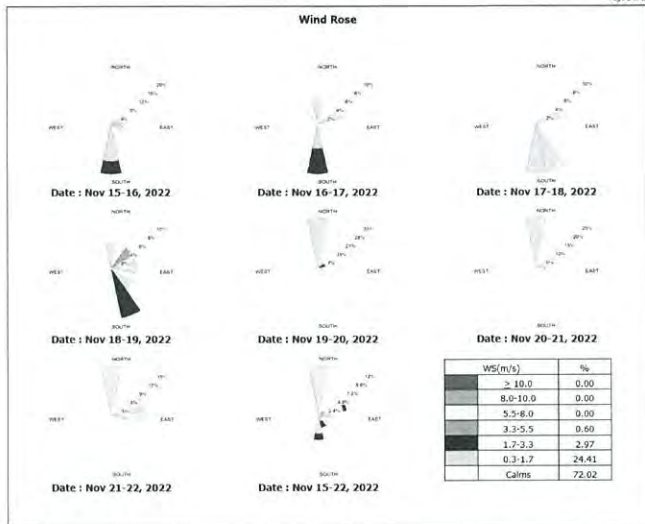 Wind Rose
NORTH NORTH NORTH
WEST EAST WEST EAST WEST EAST
SOUTH SOUTH SOUTH
Date : Nov 15-16, 2022 Date : Nov 16-17, 2022 Date : Nov 17-18, 2022
NORTH NORTH NORTH
WEST EAST WEST EAST WEST EAST
SOUTH SOUTH SOUTH
Date : Nov 18-19, 2022 Date : Nov 19-20, 2022 Date : Nov 20-21, 2022
NORTH NORTH
WEST EAST WEST EAST
SOUTH SOUTH
Date : Nov 21-22, 2022 Date : Nov 15-22, 2022
WS(m/s) %
≥ 10.0 0.00
8.0-10.0 0.00
5.5-8.0 0.00
3.3-5.5 0.60
1.7-3.3 2.97
0.3-1.7 24.41
Calms 72.02